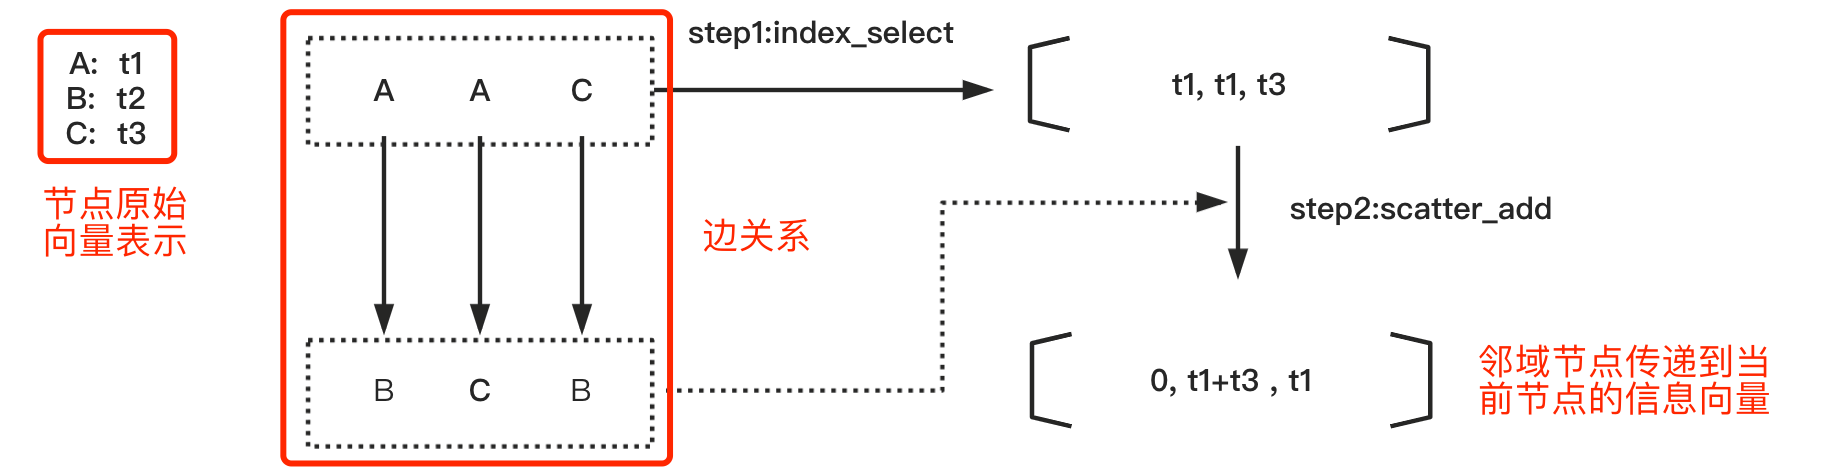 A: t1
B: t2
C: t3
节点原始
向量表示
A A C
step1:index_select
t1, t1, t3
边关系
step2:scatter_add
B C B
0, t1+t3 , t1
邻域节点传递到当
前节点的信息向量